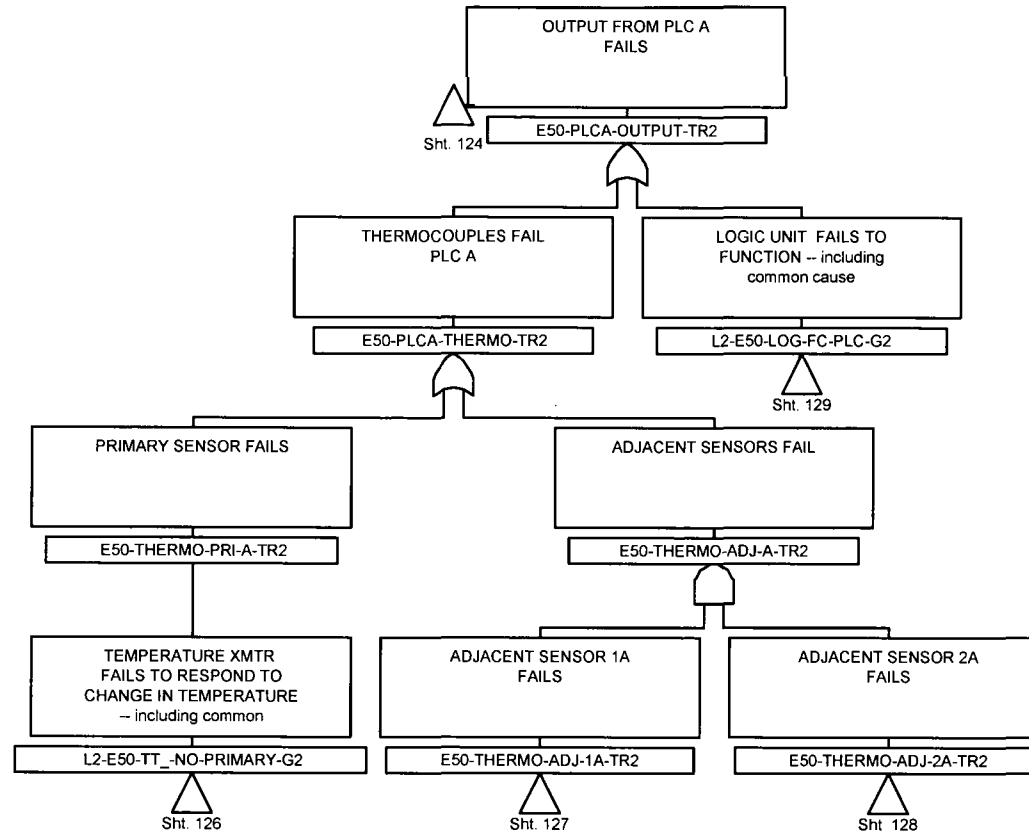 OUTPUT FROM PLC A
FAILS
Sht. 124
E50-PLCA-OUTPUT-TR2
THERMOCOUPLES FAIL
PLC A
LOGIC UNIT FAILS TO
FUNCTION -- including
common cause
E50-PLCA-THERMO-TR2
L2-E50-LOG-FC-PLC-G2
Sht. 129
PRIMARY SENSOR FAILS
ADJACENT SENSORS FAIL
E50-THERMO-PRI-A-TR2
E50-THERMO-ADJ-A-TR2
TEMPERATURE XMTR
FAILS TO RESPOND TO
CHANGE IN TEMPERATURE
-- including common
ADJACENT SENSOR 1A
FAILS
ADJACENT SENSOR 2A
FAILS
L2-E50-TT_-NO-PRIMARY-G2
E50-THERMO-ADJ-1A-TR2
E50-THERMO-ADJ-2A-TR2
Sht. 126
Sht. 127
Sht 128